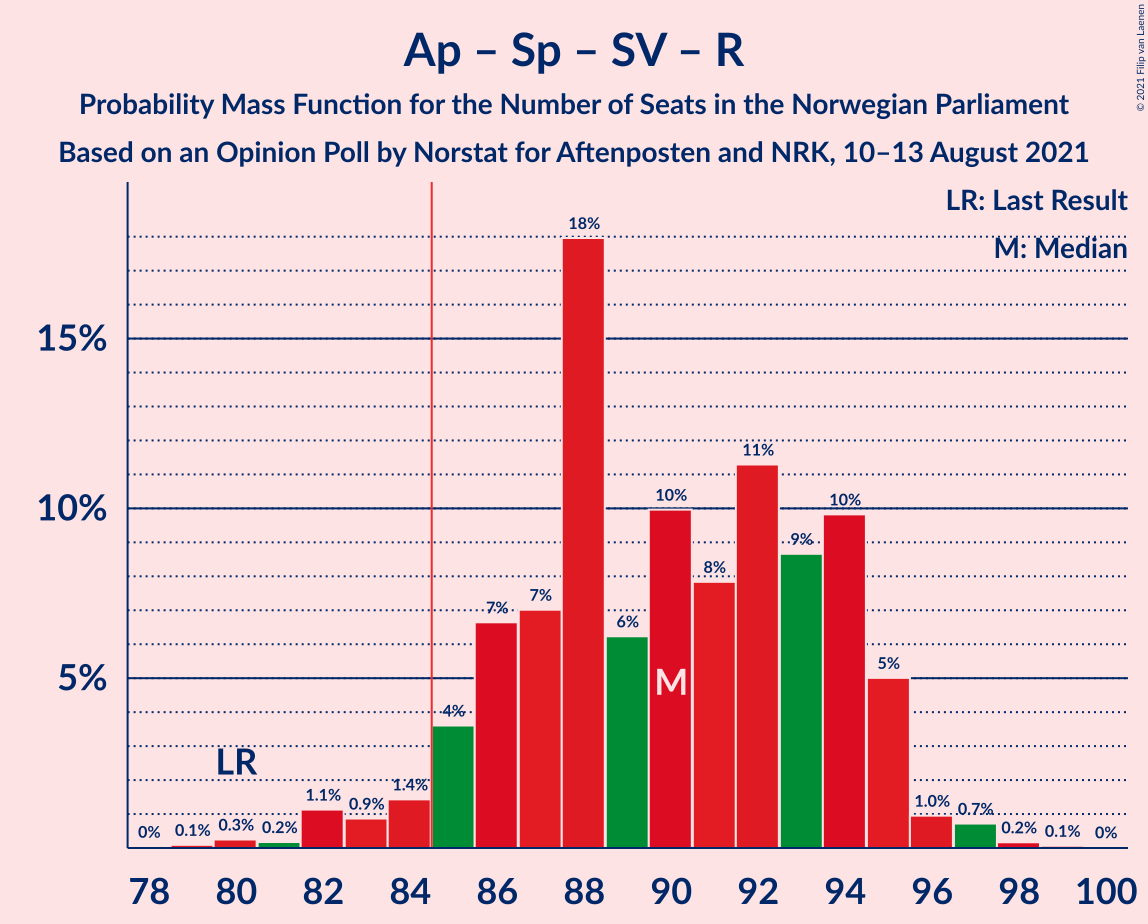 © 2021 Filip van Laenen
Ap – Sp – SV – R
Probability Mass Function for the Number of Seats in the Norwegian Parliament
Based on an Opinion Poll by Norstat for Aftenposten and NRK, 10–13 August 2021
LR: Last Result
M: Median
15%
10%
5%
0% 0.1% 0.3% 0.2% 1.1% 0.9% 1.4% 4% 7% 7% 18% 6% 10% 8% 11% 9% 10% 5% 1.0% 0.7% 0.2% 0.1% 0%
LR
M
78 80 82 84 86 88 90 92 94 96 98 100